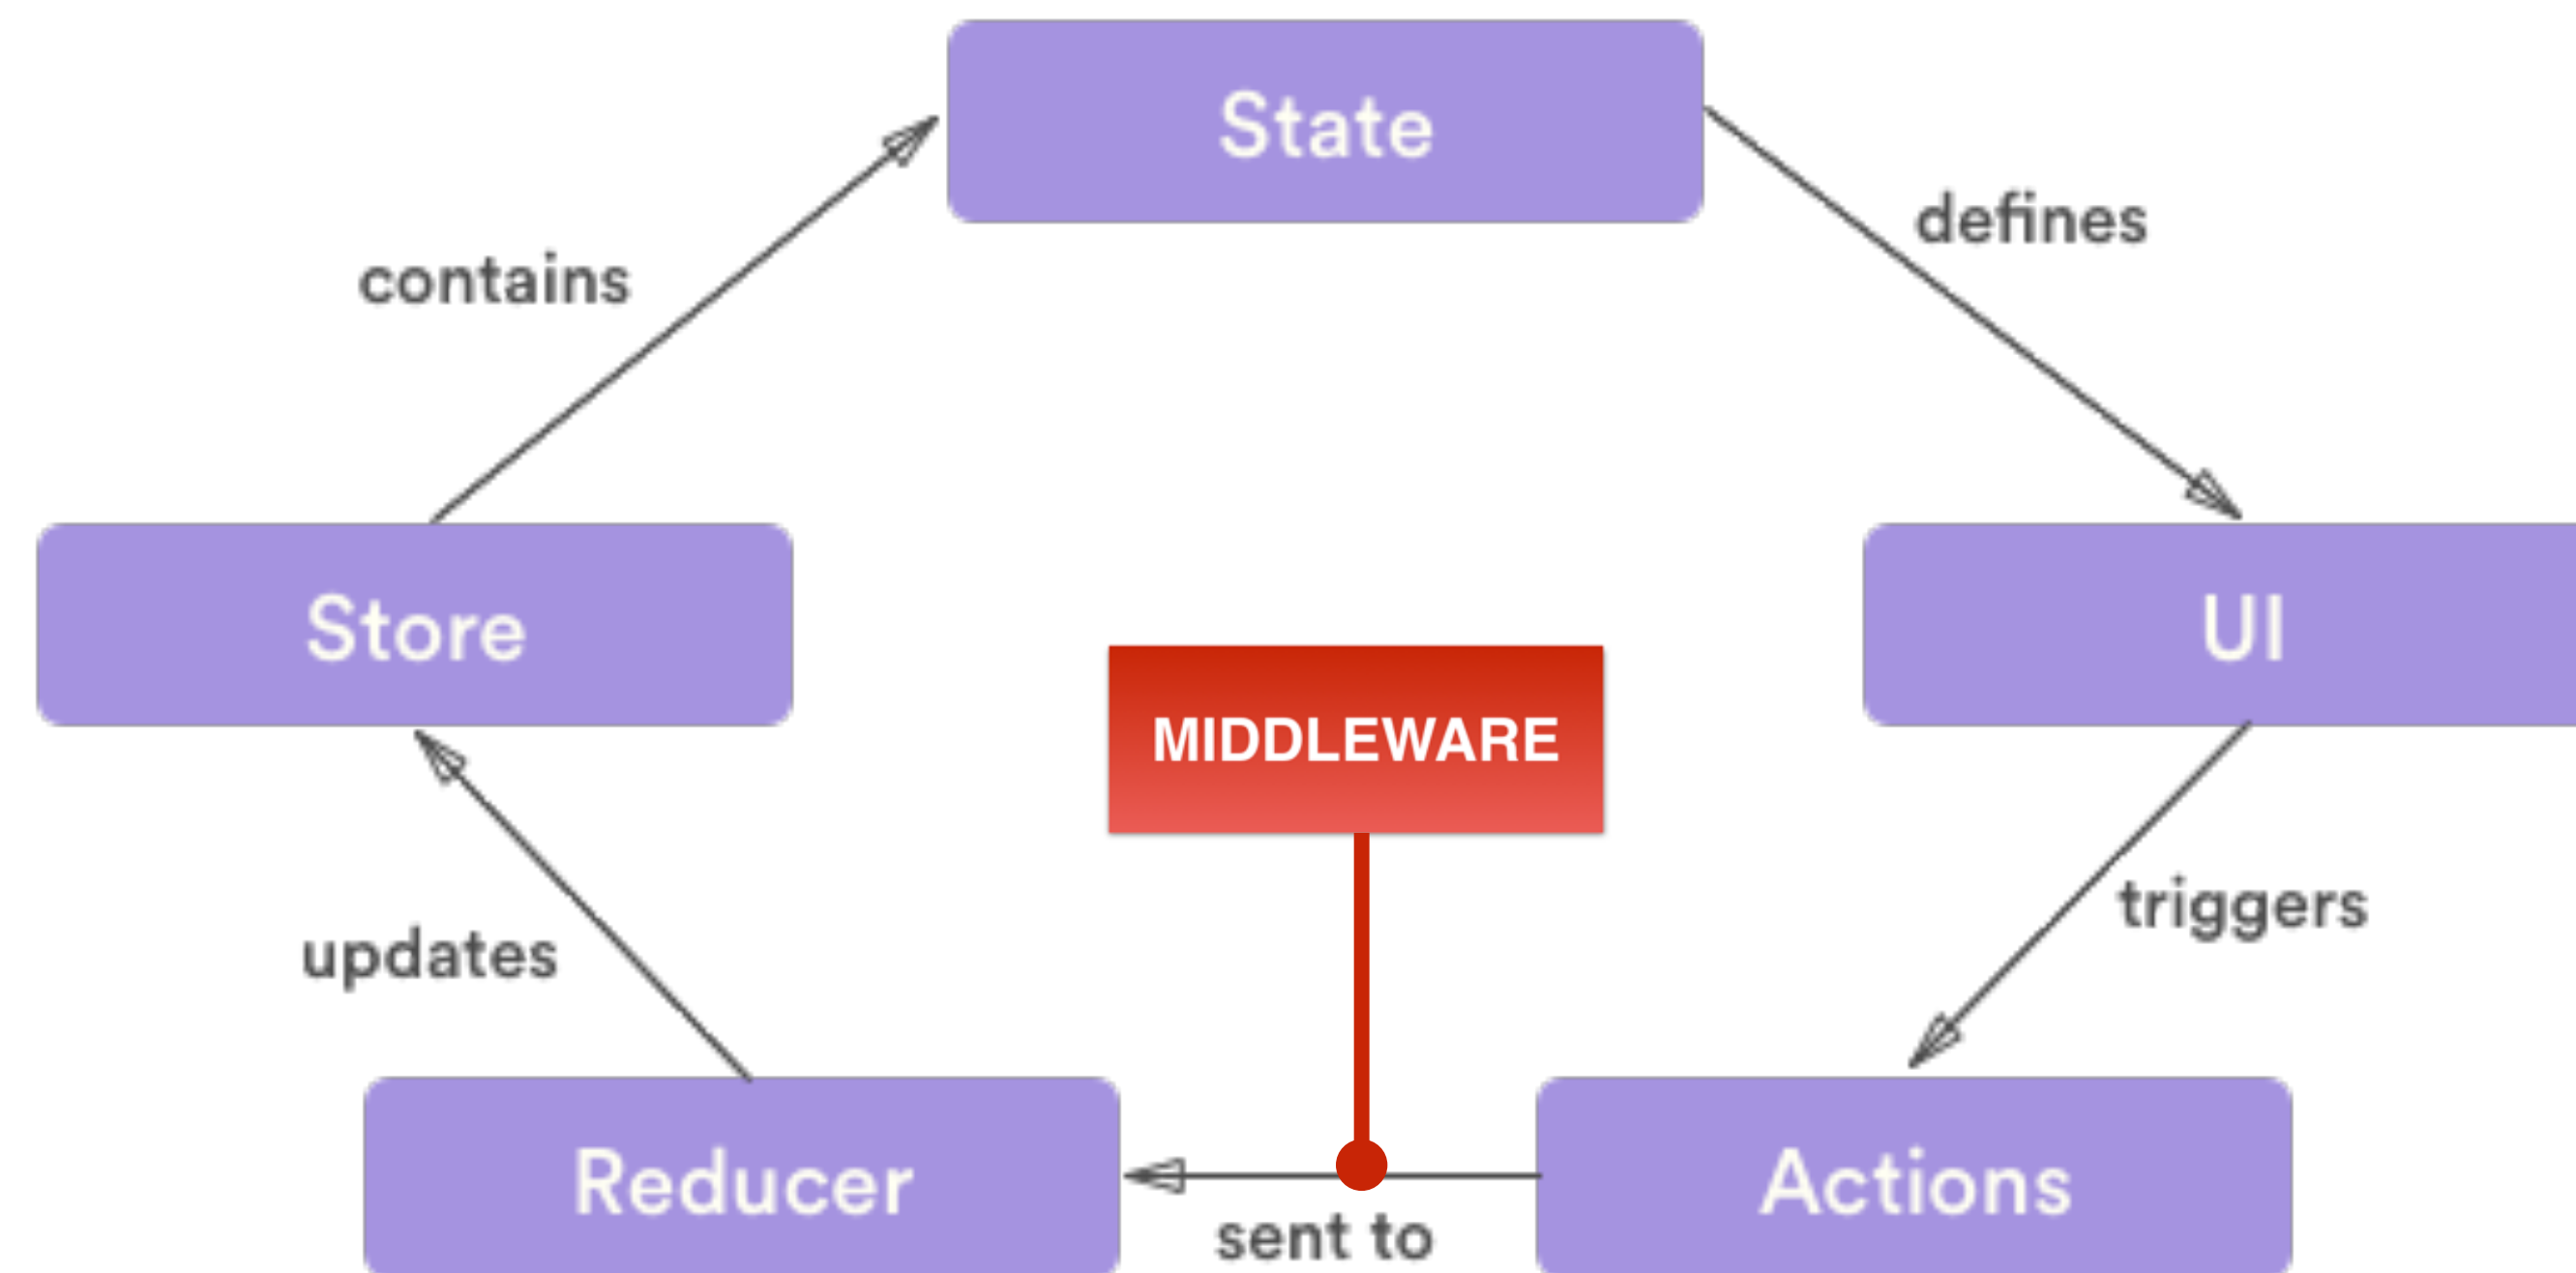 State
defines
contains
Store
UI
MIDDLEWARE
triggers
updates
Reducer
Actions
sent to